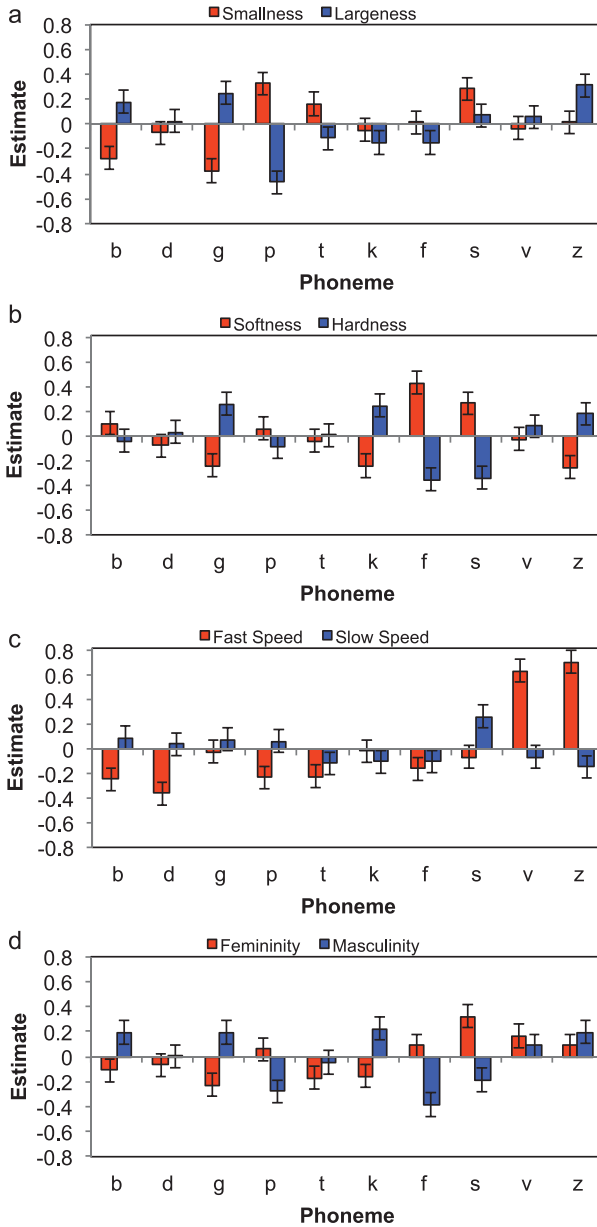 a
Smallness Largeness
0.8
0.6
0.4
0.2
0
-0.2
-0.4
-0.6
-0.8
Estimate
b d g p t k f s v z
Phoneme
b
Softness Hardness
0.8
0.6
0.4
0.2
0
-0.2
-0.4
-0.6
-0.8
Estimate
b d g p t k f s v z
Phoneme
c
Fast Speed Slow Speed
0.8
0.6
0.4
0.2
0
-0.2
-0.4
-0.6
-0.8
Estimate
b d g p t k f s v z
Phoneme
d
Femininity Masculinity
0.8
0.6
0.4
0.2
0
-0.2
-0.4
-0.6
-0.8
Estimate
b d g p t k f s v z
Phoneme